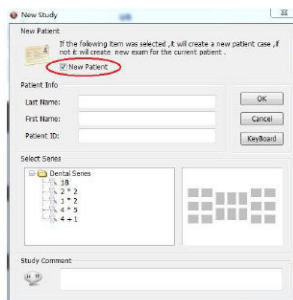 New Study
New Patient
If the following item was selected ,it will create a new patient case ,if
not it will create new exam for the current patient .
New Patient
Patient Info
Last Name:
OK
First Name:
Cancel
Patient ID:
KeyBoard
Select Series
Dental Series
18
2 * 2
1 * 2
4 * 5
4 + 1
Study Comment